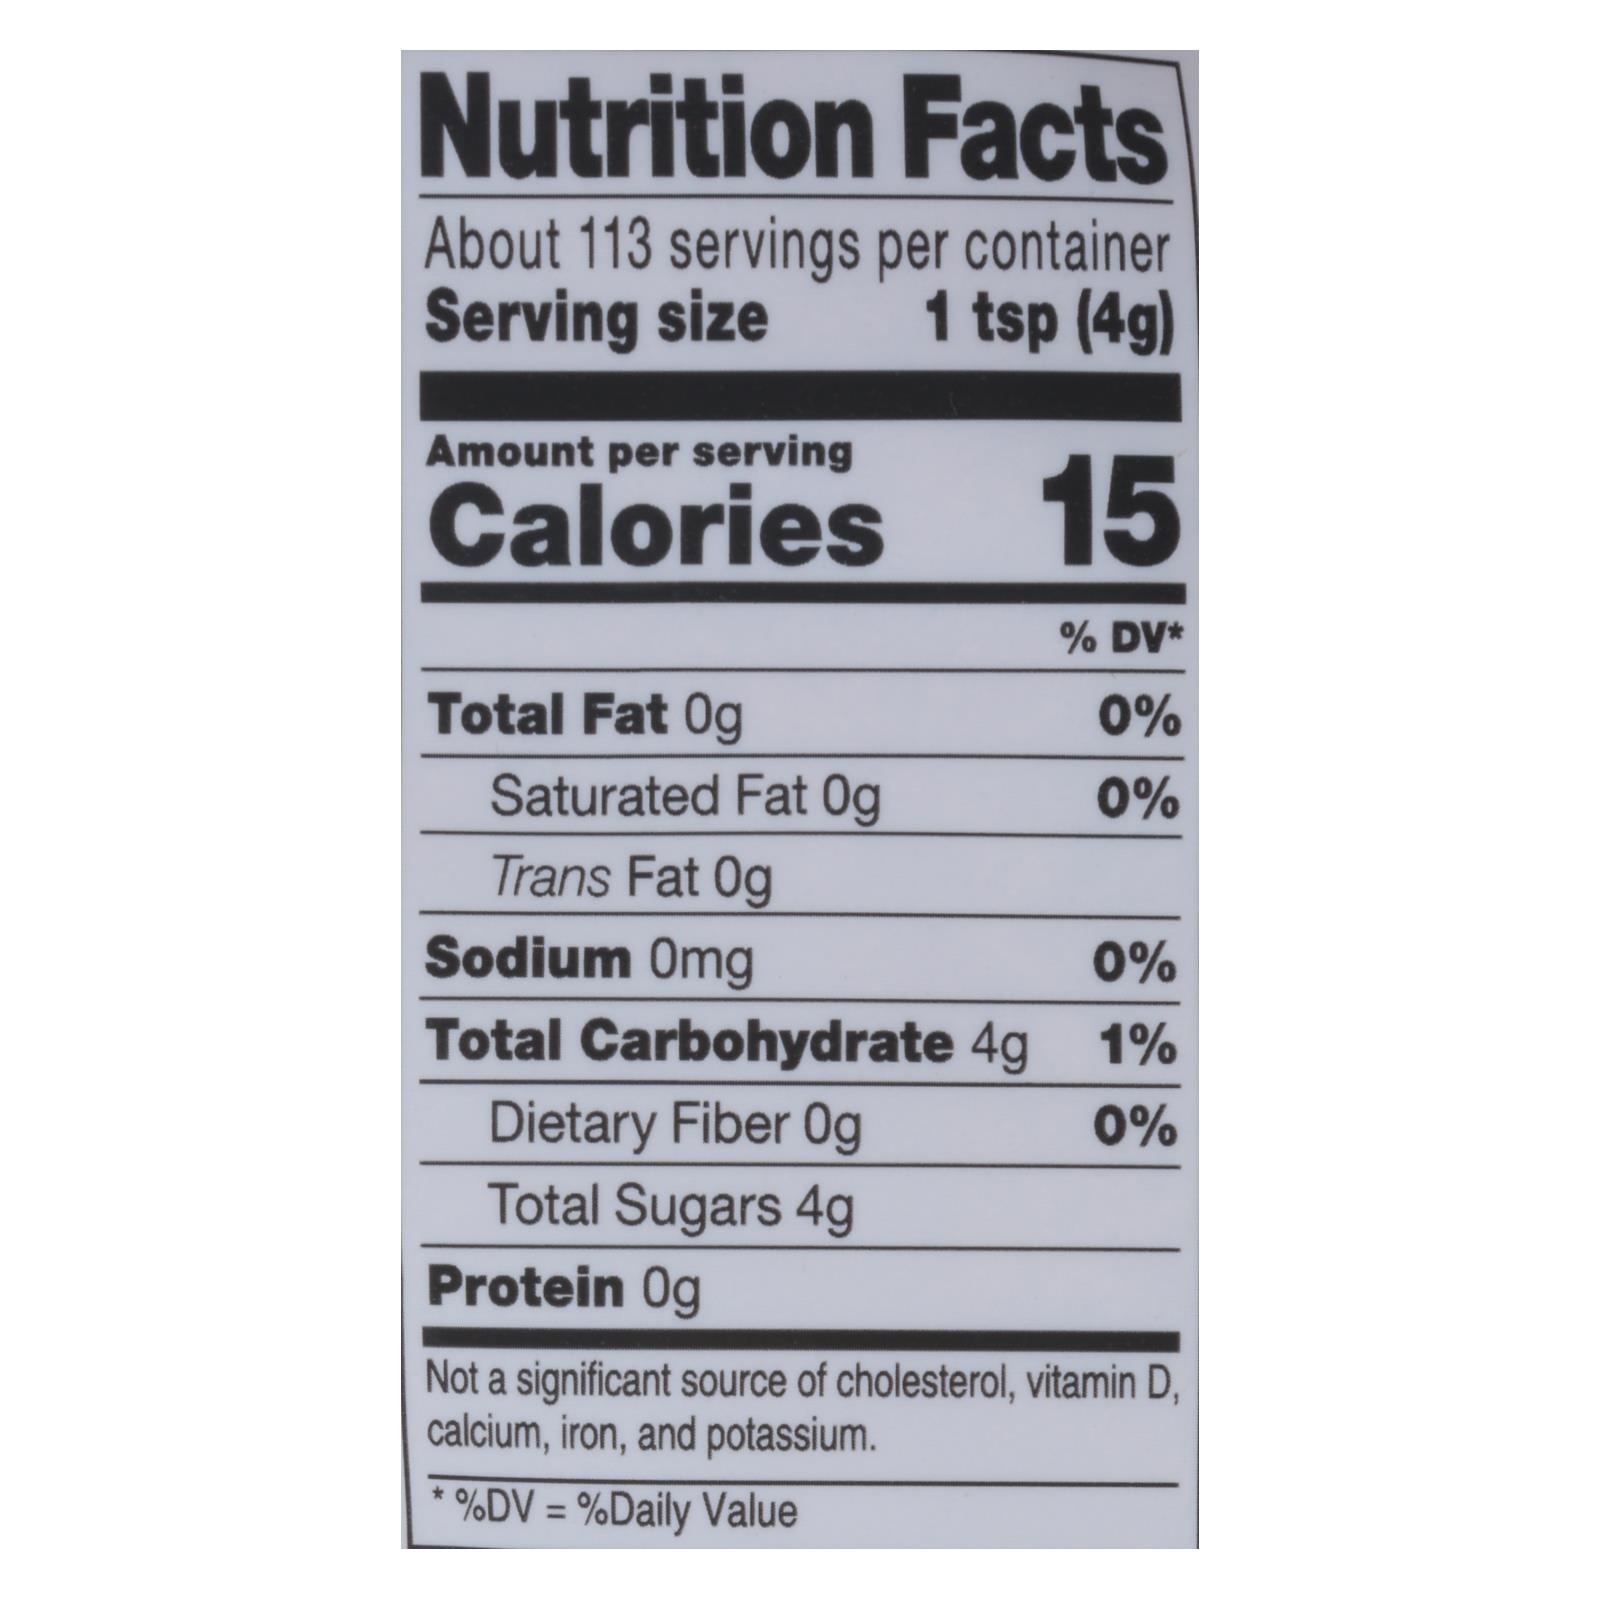 Nutrition Facts
About 113 servings per container
Serving size 1 tsp (4g)
Amount per serving
Calories 15
% DV*
Total Fat 0g 0%
Saturated Fat 0g 0%
Trans Fat 0g
Sodium 0mg 0%
Total Carbohydrate 4g 1%
Dietary Fiber 0g 0%
Total Sugars 4g
Protein 0g
Not a significant source of cholesterol, vitamin D,
calcium, iron, and potassium.
* %DV = %Daily Value